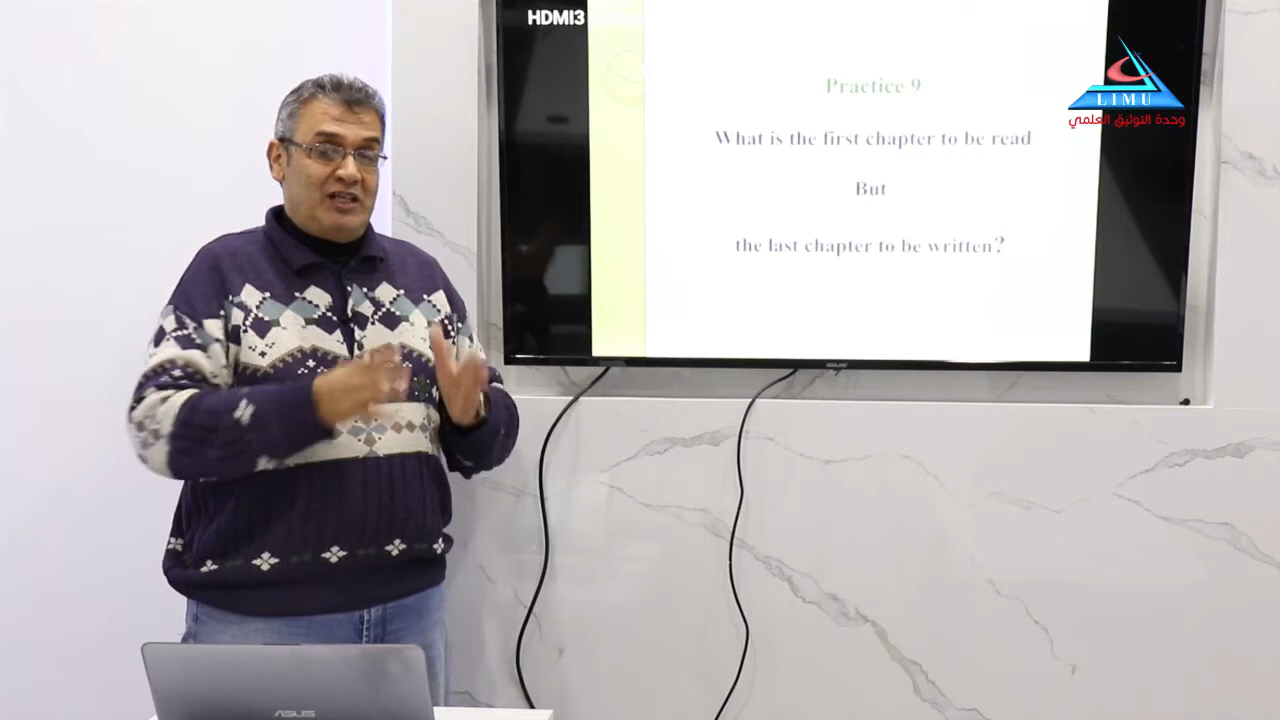 HDMI3
Practice 9
What is the first chapter to be read
But
the last chapter to be written?
LIMU
وحدة التوثيق العلمي
ASUS
ASUS